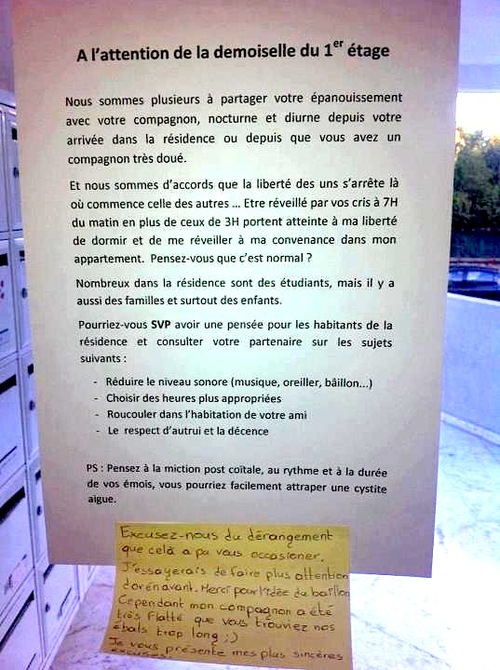 A l'attention de la demoiselle du 1er étage
Nous sommes plusieurs à partager votre épanouissement
avec votre compagnon, nocturne et diurne depuis votre
arrivée dans la résidence ou depuis que vous avez un
compagnon très doué.
Et nous sommes d'accords que la liberté des uns s'arrête là
où commence celle des autres ... Etre réveillé par vos cris à 7H
du matin en plus de ceux de 3H portent atteinte à ma liberté
de dormir et de me réveiller à ma convenance dans mon
appartement. Pensez-vous que c'est normal ?
Nombreux dans la résidence sont des étudiants, mais il y a
aussi des familles et surtout des enfants.
Pourriez-vous SVP avoir une pensée pour les habitants de la
résidence et consulter votre partenaire sur les sujets
suivants :
- Réduire le niveau sonore (musique, oreiller, bâillon...)
- Choisir des heures plus appropriées
- Roucouler dans l'habitation de votre ami
- Le respect d'autrui et la décence
PS : Pensez à la miction post coïtale, au rythme et à la durée
de vos émois, vous pourriez facilement attraper une cystite
aigue.
Excusez-nous du dérangement
que celà a pu vous occasioner.
J'essayerais de faire plus attention
dorénavant. Merci pour l'idée du baillon
Cependant mon compagnon a été
très flatté que vous trouviez nos
ébats trop long ;)
Je vous présente mes plus sincères
excuses